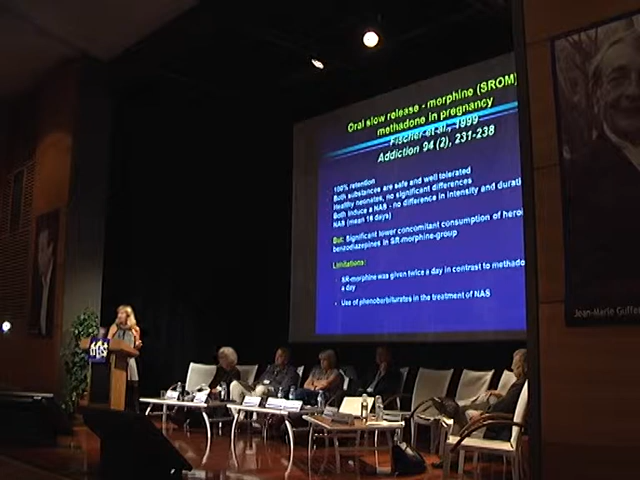 Oral slow release - morphine (SROM)
methadone in pregnancy
Fischer et al., 1999
Addiction 94 (2), 231-238
100% retention
Both substances are safe and well tolerated
Healthy neonates, no significant differences
Both induce a NAS - no difference in intensity and durati
NAS (mean 16 days)
But: Significant lower concomitant consumption of heroi
benzodiazepines in SR-morphine-group
Limitations:
SR-morphine was given twice a day in contrast to methado
a day
Use of phenobarbiturates in the treatment of NAS
Jean-Marie Guffens